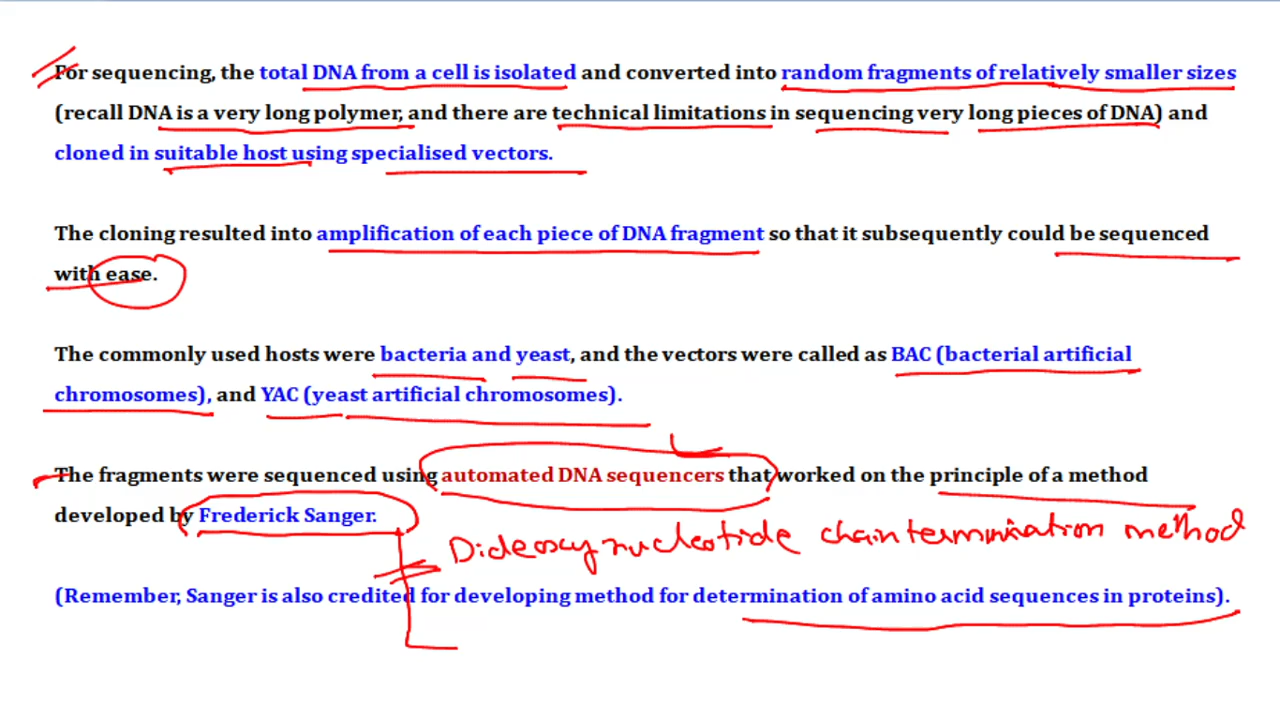 For sequencing, the total DNA from a cell is isolated and converted into random fragments of relatively smaller sizes
(recall DNA is a very long polymer, and there are technical limitations in sequencing very long pieces of DNA) and
cloned in suitable host using specialised vectors.
The cloning resulted into amplification of each piece of DNA fragment so that it subsequently could be sequenced
with ease.
The commonly used hosts were bacteria and yeast, and the vectors were called as BAC (bacterial artificial
chromosomes), and YAC (yeast artificial chromosomes).
The fragments were sequenced using automated DNA sequencers that worked on the principle of a method
developed by Frederick Sanger.
Dideoxynucleotide chain termination method
(Remember, Sanger is also credited for developing method for determination of amino acid sequences in proteins).